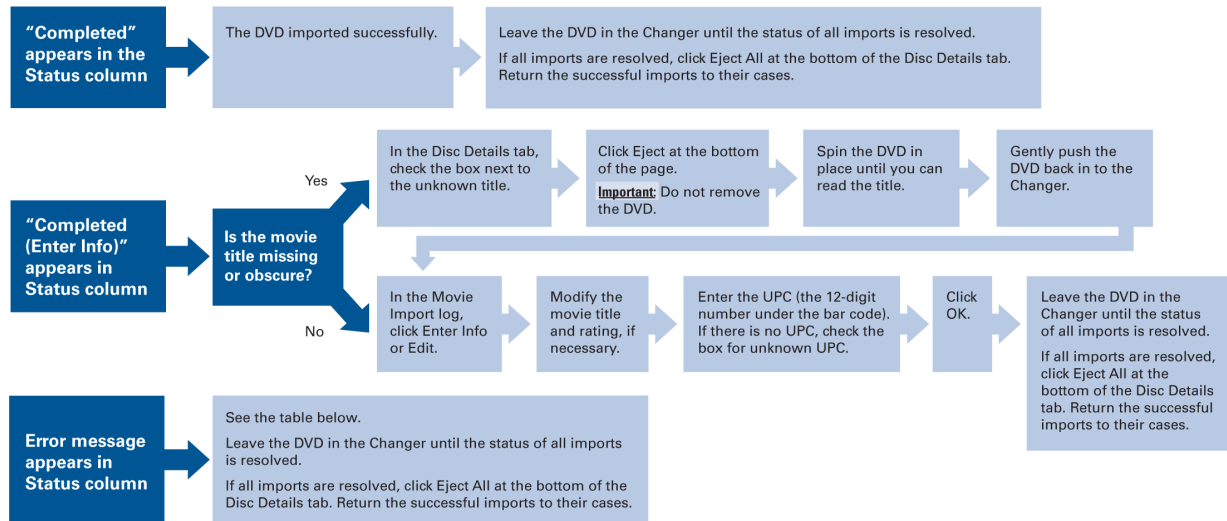 “Completed”
appears in the
Status column
The DVD imported successfully.
Leave the DVD in the Changer until the status of all imports is resolved.
If all imports are resolved, click Eject All at the bottom of the Disc Details tab.
Return the successful imports to their cases.
“Completed
(Enter Info)”
appears in
Status column
Is the movie
title missing
or obscure?
Yes
In the Disc Details tab,
check the box next to
the unknown title.
Click Eject at the bottom
of the page.
Important: Do not remove
the DVD.
Spin the DVD in
place until you can
read the title.
Gently push the
DVD back in to the
Changer.
No
In the Movie
Import log,
click Enter Info
or Edit.
Modify the
movie title
and rating, if
necessary.
Enter the UPC (the 12-digit
number under the bar code).
If there is no UPC, check the
box for unknown UPC.
Click
OK.
Leave the DVD in the
Changer until the status
of all imports is resolved.
If all imports are resolved,
click Eject All at the
bottom of the Disc Details
tab. Return the successful
imports to their cases.
Error message
appears in
Status column
See the table below.
Leave the DVD in the Changer until the status of all imports
is resolved.
If all imports are resolved, click Eject All at the bottom of the
Disc Details tab. Return the successful imports to their cases.